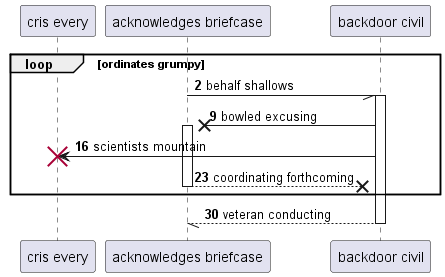 cris every acknowledges briefcase backdoor civil
loop [ordinates grumpy]
2 behalf shallows
9 bowled excusing
16 scientists mountain
23 coordinating forthcoming
30 veteran conducting
cris every acknowledges briefcase backdoor civil